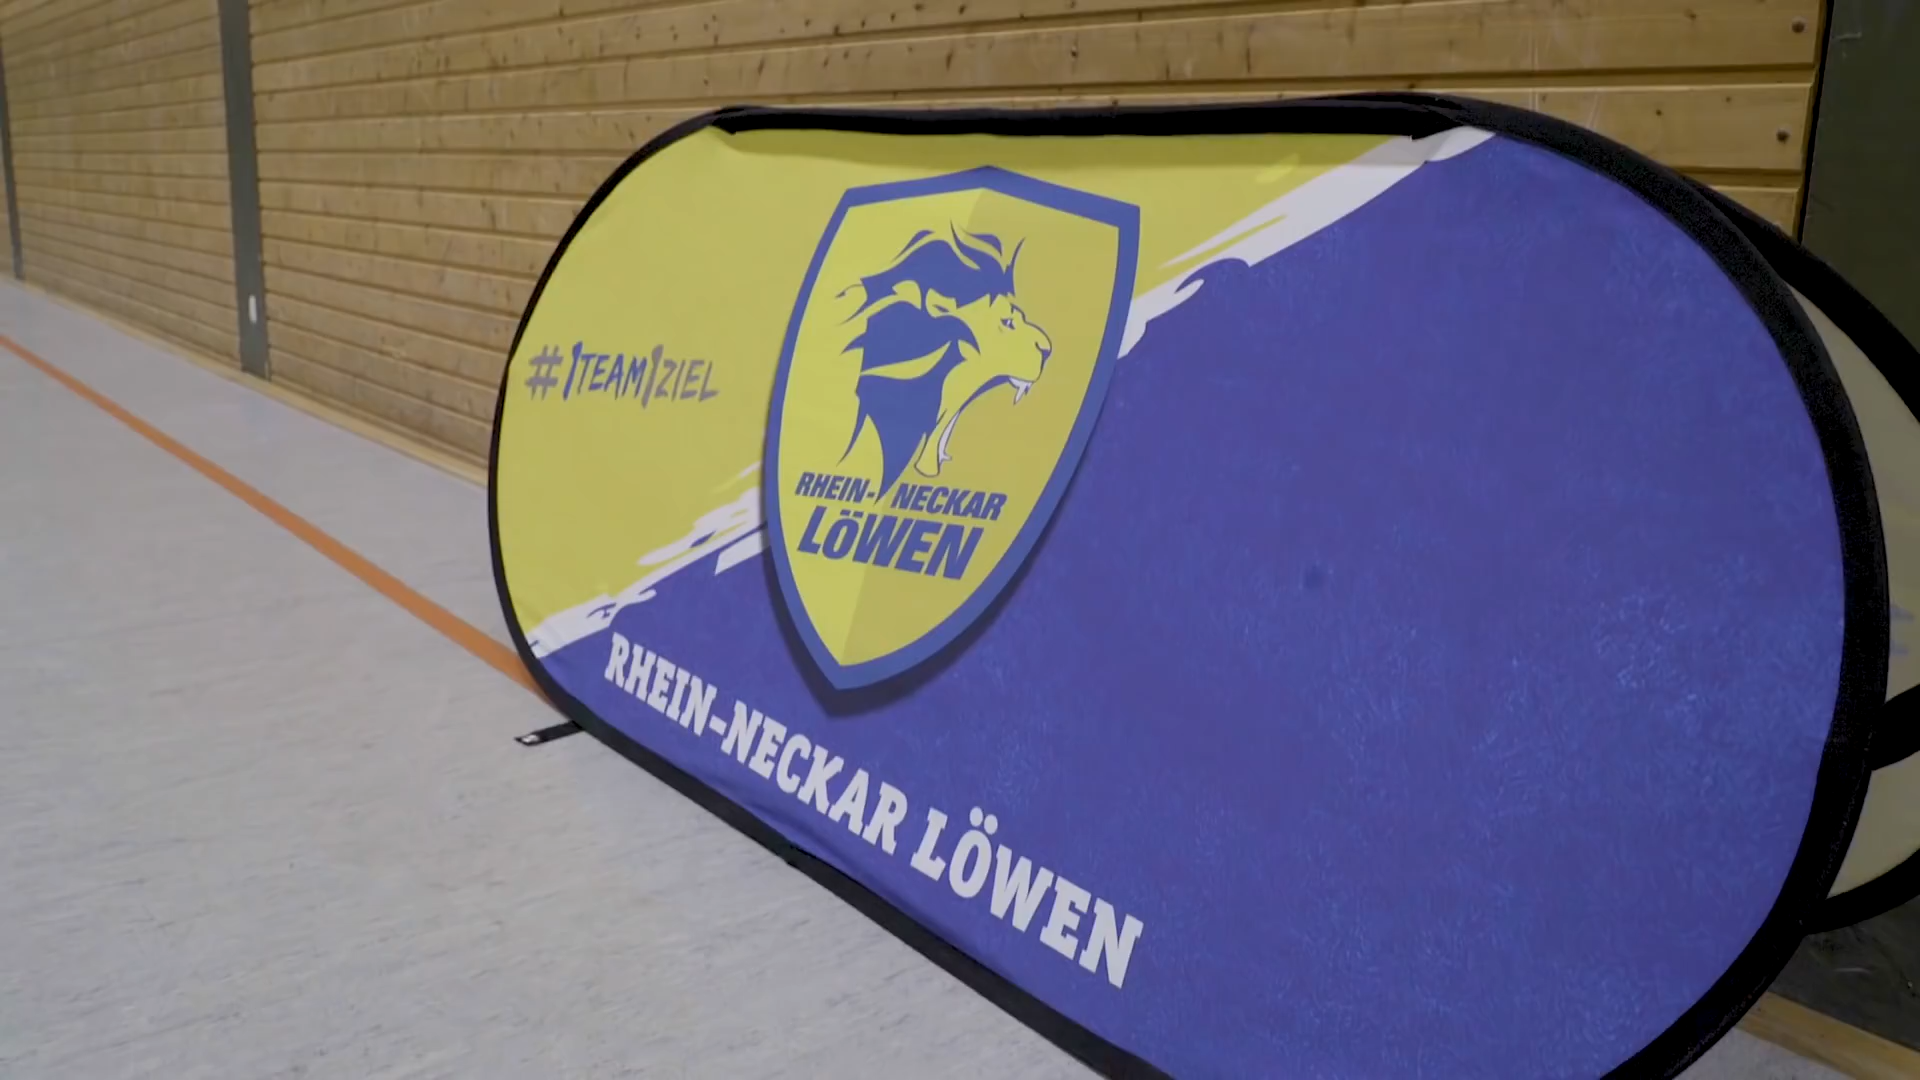 #1TEAM1ZIEL
RHEIN-NECKAR
LÖWEN
RHEIN-NECKAR LÖWEN